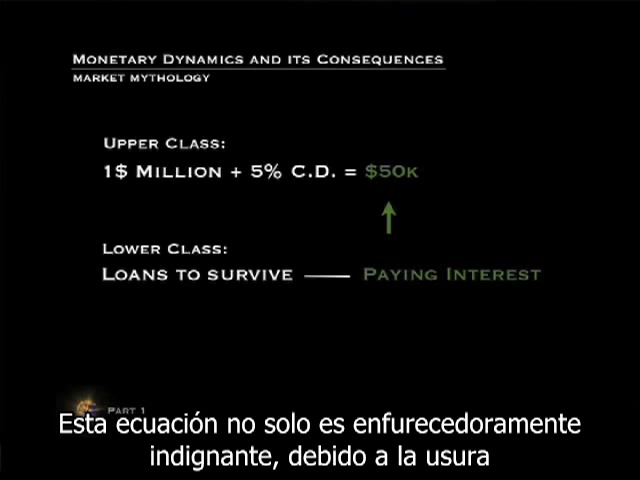 Monetary Dynamics and its Consequences
market mythology
Upper Class:
1$ Million + 5% C.D. = $50k
Lower Class:
Loans to survive —— Paying Interest
Part 1
Esta ecuación no solo es enfurecedoramente
indignante, debido a la usura